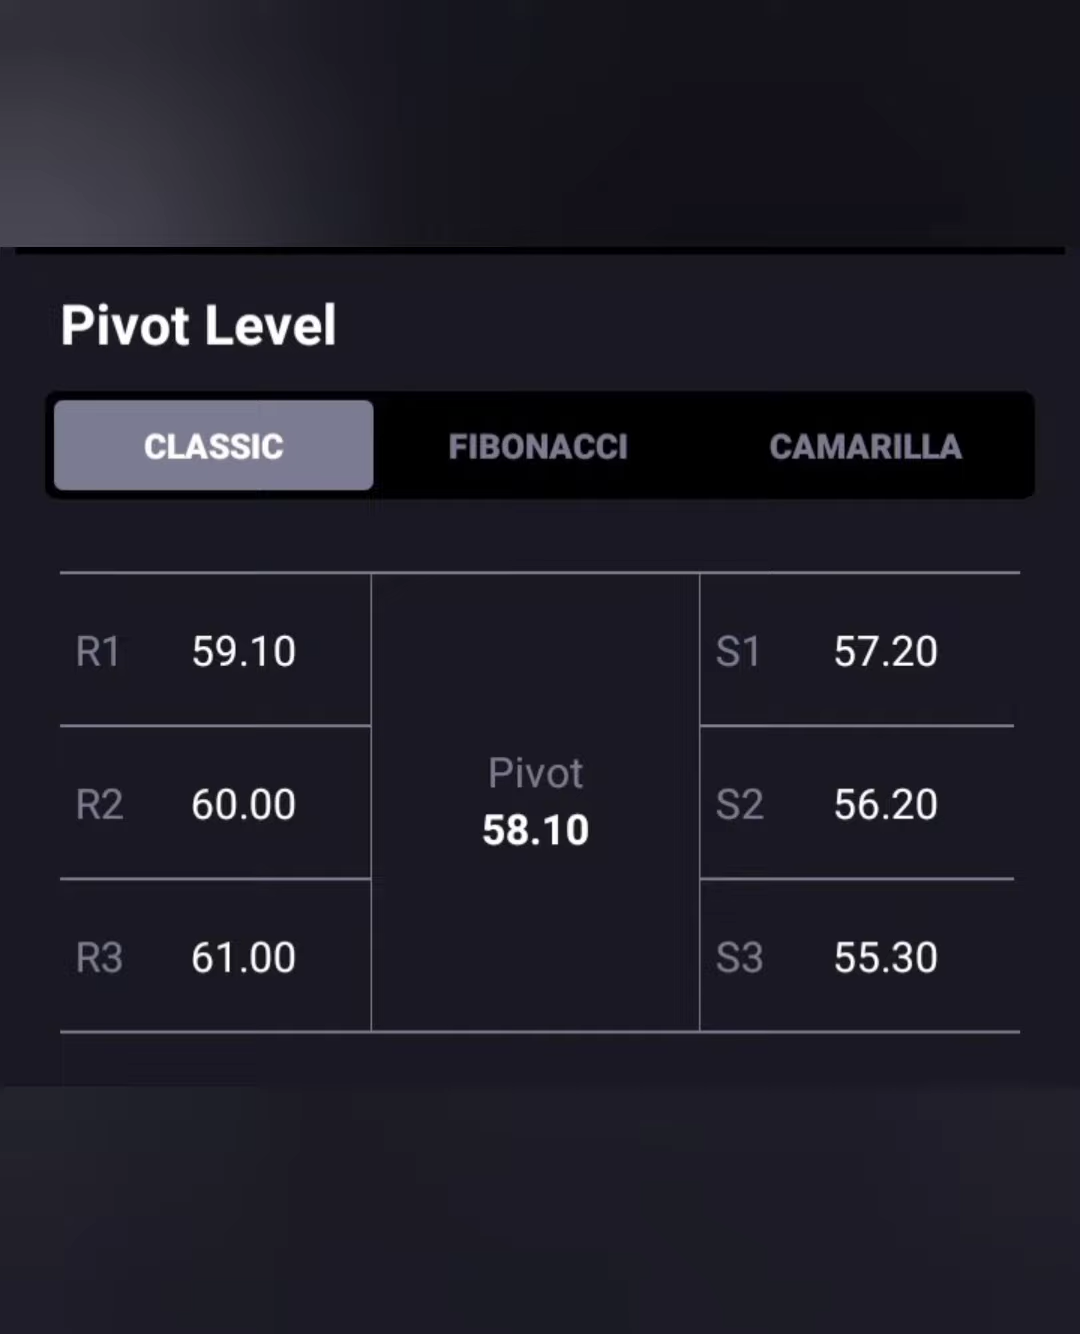 Pivot Level
CLASSIC FIBONACCI CAMARILLA
R1 59.10 S1 57.20
R2 60.00 Pivot 58.10 S2 56.20
R3 61.00 S3 55.30